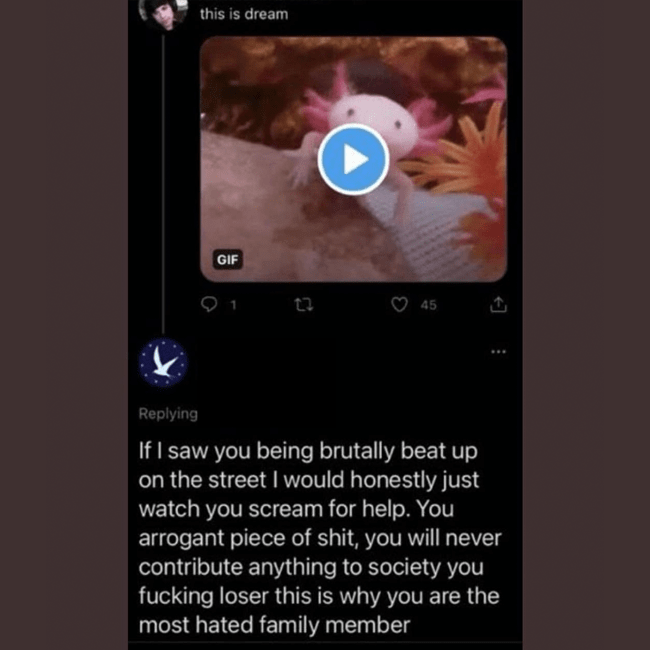 this is dream
GIF
1
45
Replying
If I saw you being brutally beat up
on the street I would honestly just
watch you scream for help. You
arrogant piece of shit, you will never
contribute anything to society you
fucking loser this is why you are the
most hated family member